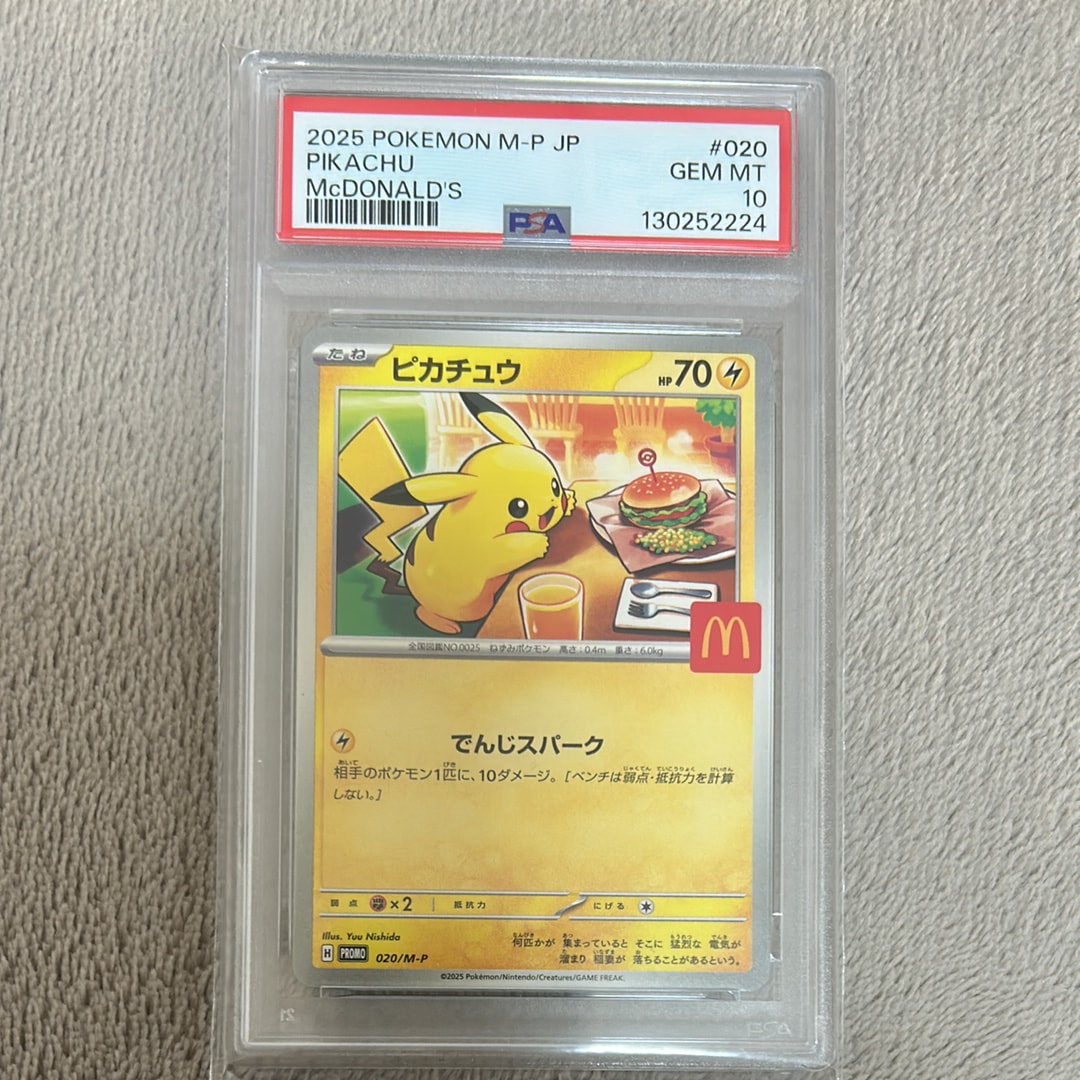 2025 POKEMON M-P JP #020
PIKACHU GEM MT
McDONALD'S 10
PSA 130252224
たね ピカチュウ HP70
全国図鑑NO.0025 ねずみポケモン 高さ:0.4m 重さ:6.0kg
でんじスパーク
相手のポケモン1匹に、10ダメージ。[ベンチは弱点・抵抗力を計算
しない。]
弱点 ×2 抵抗力 にげる
Illus. Yuu Nishida
何匹かが 集まっていると そこに 猛烈な 電気が
H PROMO 020/M-P
溜まり 稲妻が 落ちることがあるという。
©2025 Pokémon/Nintendo/Creatures/GAME FREAK.